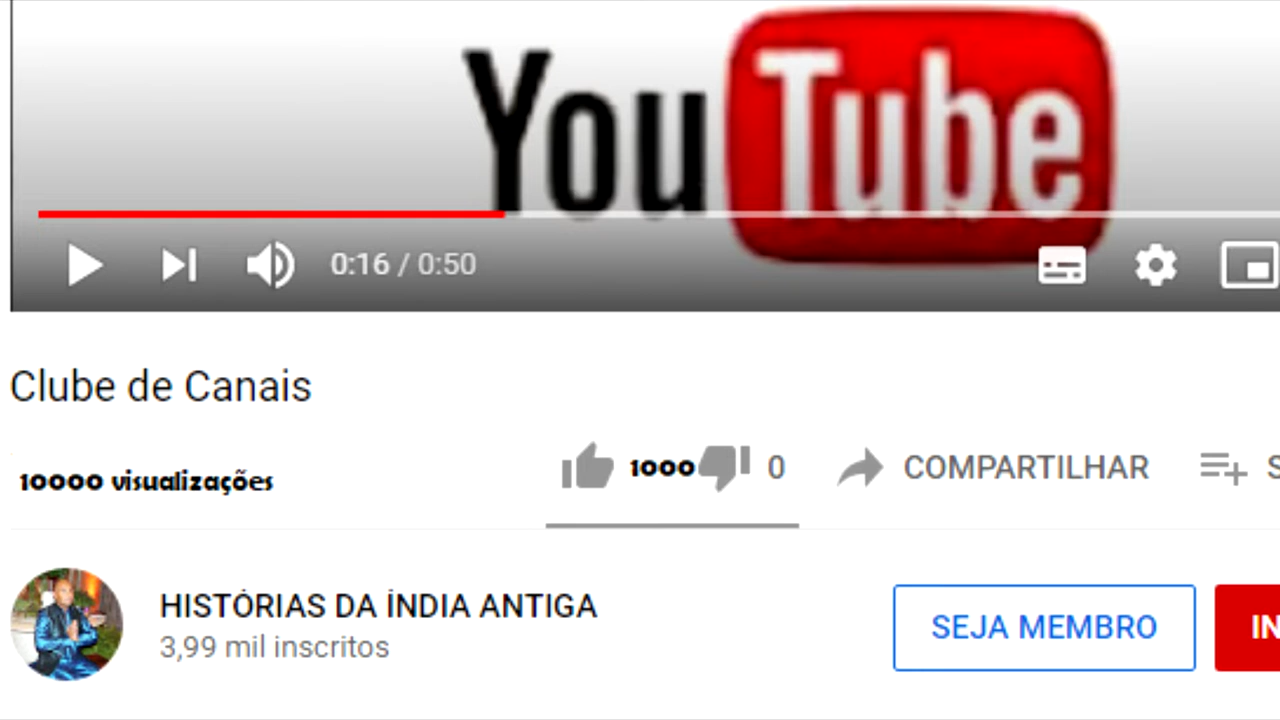 YouTube
0:16 / 0:50
Clube de Canais
10000 visualizações
1000 0 COMPARTILHAR S
HISTÓRIAS DA ÍNDIA ANTIGA
3,99 mil inscritos
SEJA MEMBRO
IN